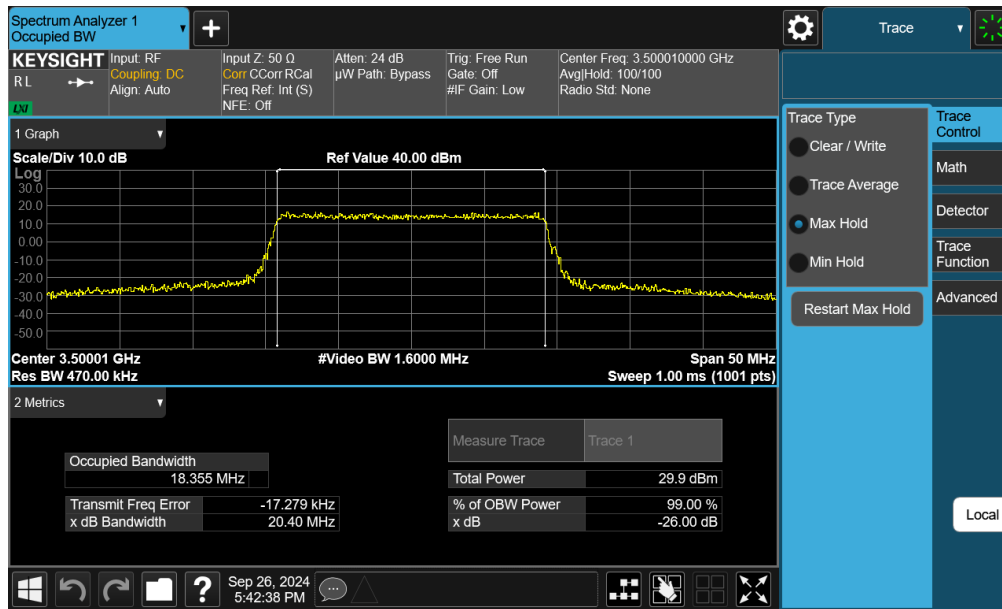 Spectrum Analyzer 1
Occupied BW
Trace
KEYSIGHT
R L
LXI
Input: RF
Coupling: DC
Align: Auto
Input Z: 50 Ω
Corr CCorr RCal
Freq Ref: Int (S)
NFE: Off
Atten: 24 dB
µW Path: Bypass
Trig: Free Run
Gate: Off
#IF Gain: Low
Center Freq: 3.500010000 GHz
Avg|Hold: 100/100
Radio Std: None
1 Graph
Scale/Div 10.0 dB
Ref Value 40.00 dBm
Log
30.0
20.0
10.0
0.00
-10.0
-20.0
-30.0
-40.0
-50.0
Center 3.50001 GHz
#Video BW 1.6000 MHz
Span 50 MHz
Res BW 470.00 kHz
Sweep 1.00 ms (1001 pts)
2 Metrics
Measure Trace
Trace 1
Occupied Bandwidth
18.355 MHz
Total Power
29.9 dBm
Transmit Freq Error
-17.279 kHz
% of OBW Power
99.00 %
x dB Bandwidth
20.40 MHz
x dB
-26.00 dB
Trace Type
Clear / Write
Trace Average
Max Hold
Min Hold
Restart Max Hold
Trace
Control
Math
Detector
Trace
Function
Advanced
Local
?
Sep 26, 2024
5:42:38 PM